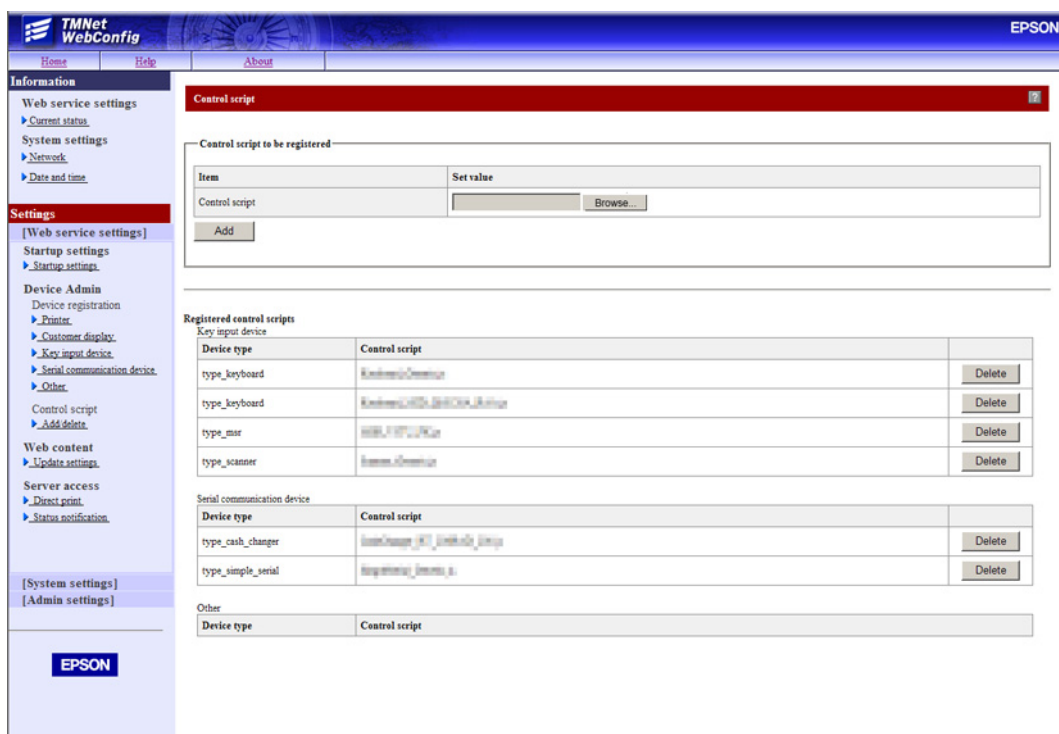 TMNet
WebConfig
EPSON
Home Help About
Information
Web service settings
Current status
System settings
Network
Date and time
Settings
[Web service settings]
Startup settings
Startup settings
Device Admin
Device registration
Printer
Customer display
Key input device
Serial communication device
Other
Control script
Add/delete
Web content
Update settings
Server access
Direct print
Status notification
[System settings]
[Admin settings]
EPSON
Control script ?
Control script to be registered
Item Set value
Control script Browse...
Add
Registered control scripts
Key input device
Device type Control script
type_keyboard Delete
type_keyboard Delete
type_msr Delete
type_scanner Delete
Serial communication device
Device type Control script
type_cash_changer Delete
type_simple_serial Delete
Other
Device type Control script